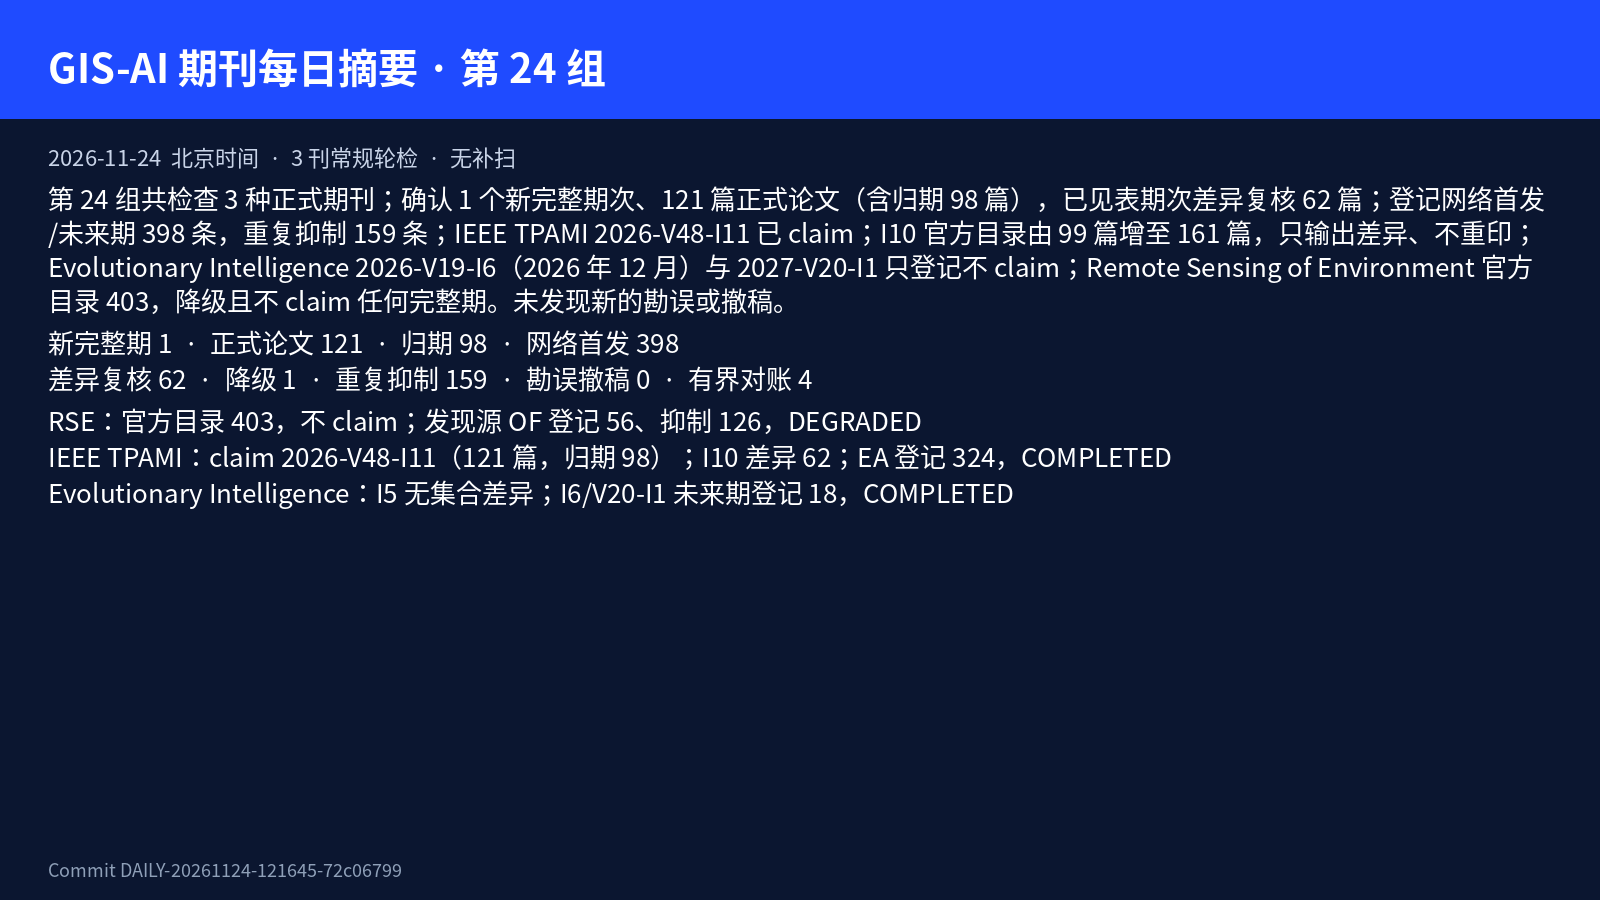 GIS-AI 期刊每日摘要 · 第 24 组
2026-11-24 北京时间 · 3 刊常规轮检 · 无补扫
第 24 组共检查 3 种正式期刊；确认 1 个新完整期次、121 篇正式论文（含归期 98 篇），已见表期次差异复核 62 篇；登记网络首发
/未来期 398 条，重复抑制 159 条；IEEE TPAMI 2026-V48-I11 已 claim；I10 官方目录由 99 篇增至 161 篇，只输出差异、不重印；
Evolutionary Intelligence 2026-V19-I6（2026 年 12 月）与 2027-V20-I1 只登记不 claim；Remote Sensing of Environment 官方
目录 403，降级且不 claim 任何完整期。未发现新的勘误或撤稿。
新完整期 1 · 正式论文 121 · 归期 98 · 网络首发 398
差异复核 62 · 降级 1 · 重复抑制 159 · 勘误撤稿 0 · 有界对账 4
RSE：官方目录 403，不 claim；发现源 OF 登记 56、抑制 126，DEGRADED
IEEE TPAMI：claim 2026-V48-I11（121 篇，归期 98）；I10 差异 62；EA 登记 324，COMPLETED
Evolutionary Intelligence：I5 无集合差异；I6/V20-I1 未来期登记 18，COMPLETED
Commit DAILY-20261124-121645-72c06799